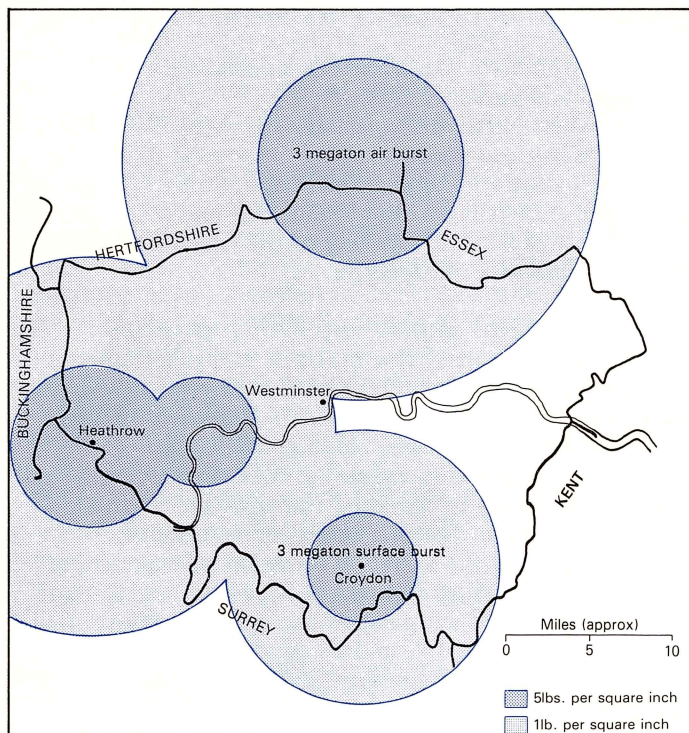 3 megaton air burst
HERTFORDSHIRE
ESSEX
BUCKINGHAMSHIRE
Westminster
Heathrow
KENT
3 megaton surface burst
Croydon
SURREY
Miles (approx)
0 5 10
5lbs. per square inch
1lb. per square inch